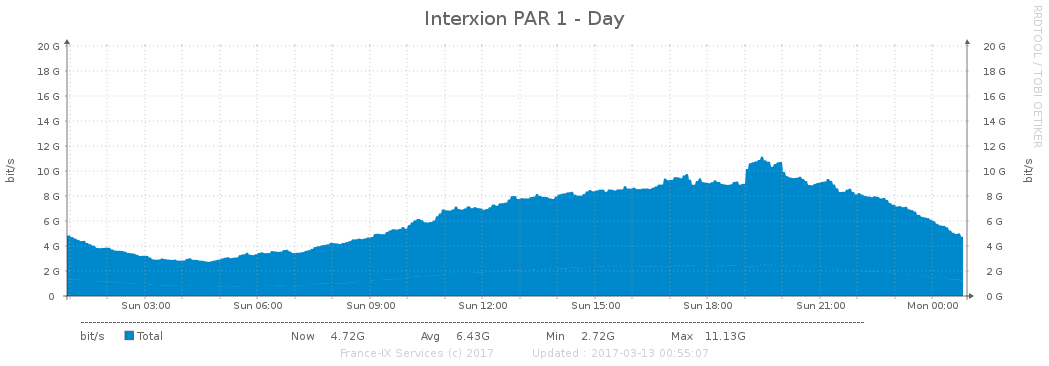 Interxion PAR 1 - Day
RRDTOOL / TOBI OETIKER
20 G 20 G
18 G 18 G
16 G 16 G
14 G 14 G
12 G 12 G
bit/s 10 G 10 G bit/s
8 G 8 G
6 G 6 G
4 G 4 G
2 G 2 G
0 0 G
Sun 03:00 Sun 06:00 Sun 09:00 Sun 12:00 Sun 15:00 Sun 18:00 Sun 21:00 Mon 00:00
bit/s Total Now 4.72G Avg 6.43G Min 2.72G Max 11.13G
France-IX Services (c) 2017 Updated : 2017-03-13 00:55:07